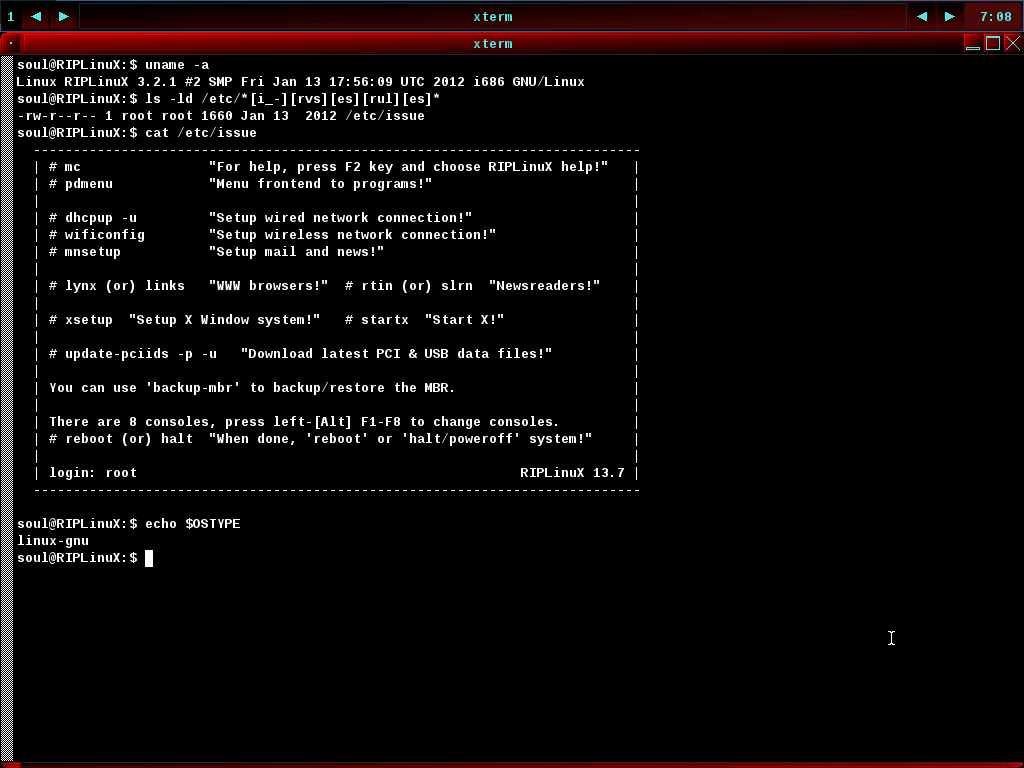 1 xterm 7:08
xterm
soul@RIPLinuX:$ uname -a
Linux RIPLinuX 3.2.1 #2 SMP Fri Jan 13 17:56:09 UTC 2012 i686 GNU/Linux
soul@RIPLinuX:$ ls -ld /etc/*[i_-][rvs][es][rul][es]*
-rw-r--r-- 1 root root 1660 Jan 13  2012 /etc/issue
soul@RIPLinuX:$ cat /etc/issue
| # mc                "For help, press F2 key and choose RIPLinuX help!"   |
| # pdmenu            "Menu frontend to programs!"                         |
| # dhcpup -u         "Setup wired network connection!"                    |
| # wificonfig        "Setup wireless network connection!"                 |
| # mnsetup           "Setup mail and news!"                               |
| # lynx (or) links   "WWW browsers!"  # rtin (or) slrn  "Newsreaders!"    |
| # xsetup  "Setup X Window system!"   # startx  "Start X!"                |
| # update-pciids -p -u   "Download latest PCI & USB data files!"          |
| You can use 'backup-mbr' to backup/restore the MBR.                      |
| There are 8 consoles, press left-[Alt] F1-F8 to change consoles.         |
| # reboot (or) halt  "When done, 'reboot' or 'halt/poweroff' system!"     |
| login: root                                                RIPLinuX 13.7 |
soul@RIPLinuX:$ echo $OSTYPE
linux-gnu
soul@RIPLinuX:$